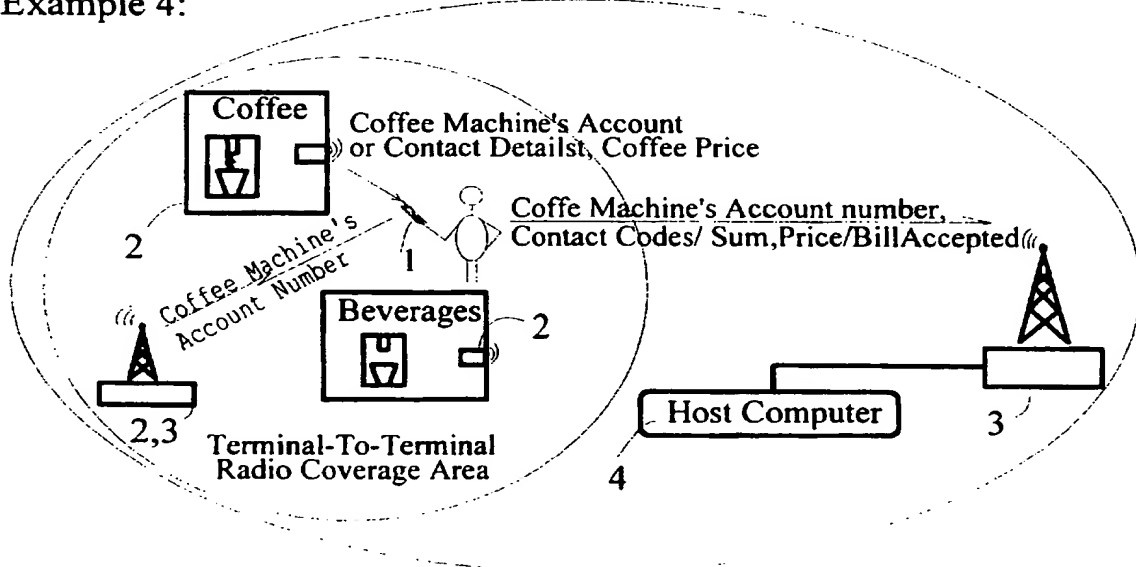 Example 4:
Coffee
Coffee Machine's Account
or Contact Detailst, Coffee Price
2
1
Coffe Machine's Account number,
Contact Codes/ Sum,Price/BillAccepted
Coffee Machine's
Account Number
Beverages
2
2,3
Terminal-To-Terminal
Radio Coverage Area
Host Computer
4
3